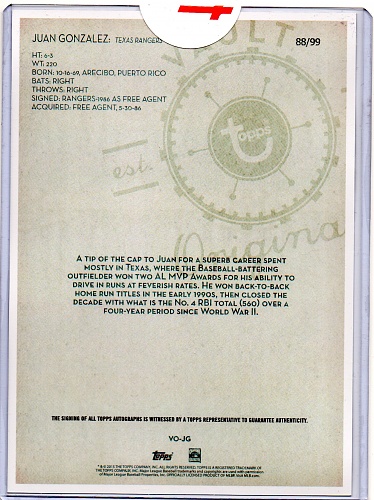 JUAN GONZALEZ: TEXAS RANGERS
88/99
HT: 6-3
WT: 220
BORN: 10-16-69, ARECIBO, PUERTO RICO
BATS: RIGHT
THROWS: RIGHT
SIGNED: RANGERS-1986 AS FREE AGENT
ACQUIRED: FREE AGENT, 5-30-86
VAULT
topps
est.
Origina
A TIP OF THE CAP TO JUAN FOR A SUPERB CAREER SPENT
MOSTLY IN TEXAS, WHERE THE BASEBALL-BATTERING
OUTFIELDER WON TWO AL MVP AWARDS FOR HIS ABILITY TO
DRIVE IN RUNS AT FEVERISH RATES. HE WON BACK-TO-BACK
HOME RUN TITLES IN THE EARLY 1990S, THEN CLOSED THE
DECADE WITH WHAT IS THE NO. 4 RBI TOTAL (560) OVER A
FOUR-YEAR PERIOD SINCE WORLD WAR II.
THE SIGNING OF ALL TOPPS AUTOGRAPHS IS WITNESSED BY A TOPPS REPRESENTATIVE TO GUARANTEE AUTHENTICITY.
VO-JG
Topps